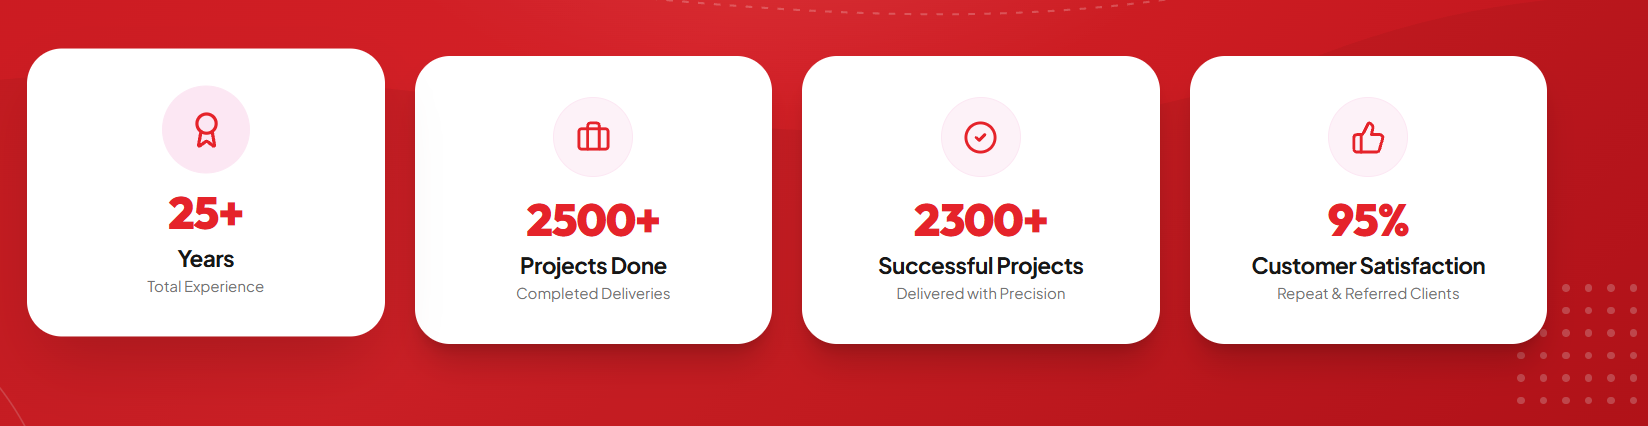 25+
Years
Total Experience
2500+
Projects Done
Completed Deliveries
2300+
Successful Projects
Delivered with Precision
95%
Customer Satisfaction
Repeat & Referred Clients